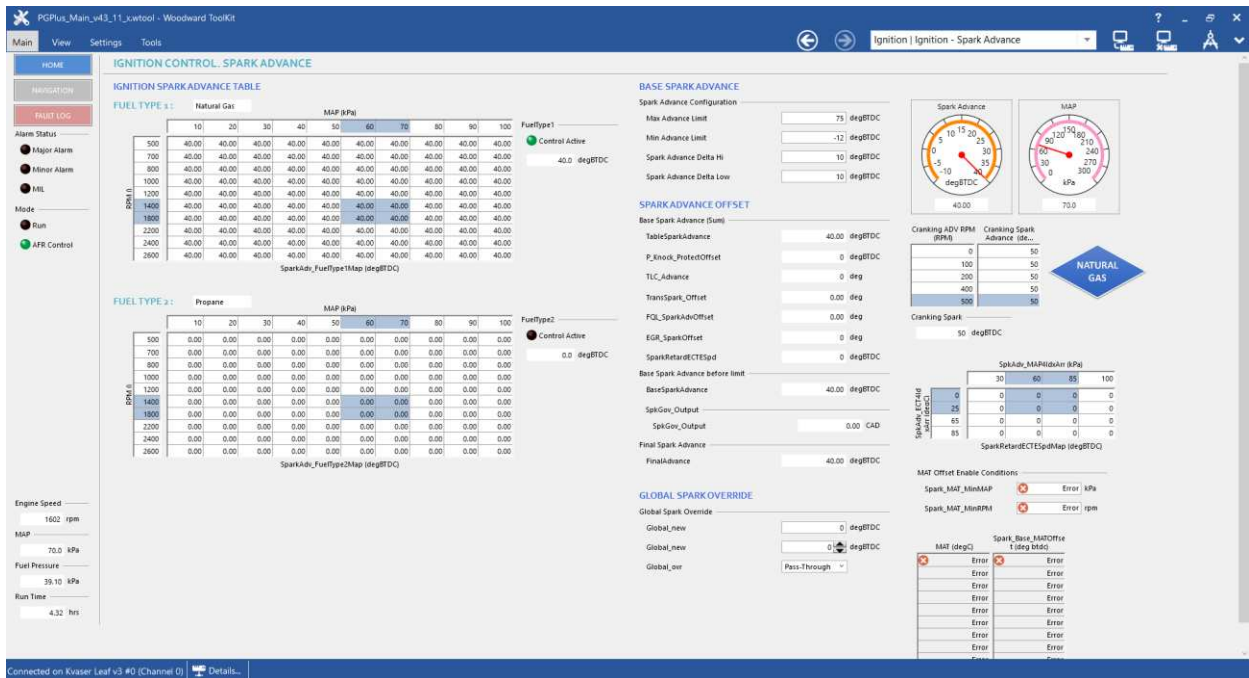 PGPlus_Main_v43_11_x.wtool - Woodward ToolKit
?
Main View Settings Tools
Ignition | Ignition - Spark Advance
HOME
NAVIGATION
FAULT LOG
Alarm Status
Major Alarm
Minor Alarm
MIL
Mode
Run
AFR Control
Engine Speed
1602 rpm
MAP
70.0 kPa
Fuel Pressure
39.10 kPa
Run Time
4.32 hrs
IGNITION CONTROL. SPARK ADVANCE
IGNITION SPARK ADVANCE TABLE
FUEL TYPE 1: Natural Gas
MAP (kPa)
10 20 30 40 50 60 70 80 90 100
RPM ()
500 40.00 40.00 40.00 40.00 40.00 40.00 40.00 40.00 40.00 40.00
700 40.00 40.00 40.00 40.00 40.00 40.00 40.00 40.00 40.00 40.00
800 40.00 40.00 40.00 40.00 40.00 40.00 40.00 40.00 40.00 40.00
1000 40.00 40.00 40.00 40.00 40.00 40.00 40.00 40.00 40.00 40.00
1200 40.00 40.00 40.00 40.00 40.00 40.00 40.00 40.00 40.00 40.00
1400 40.00 40.00 40.00 40.00 40.00 40.00 40.00 40.00 40.00 40.00
1800 40.00 40.00 40.00 40.00 40.00 40.00 40.00 40.00 40.00 40.00
2200 40.00 40.00 40.00 40.00 40.00 40.00 40.00 40.00 40.00 40.00
2400 40.00 40.00 40.00 40.00 40.00 40.00 40.00 40.00 40.00 40.00
2600 40.00 40.00 40.00 40.00 40.00 40.00 40.00 40.00 40.00 40.00
SparkAdv_FuelType1Map (degBTDC)
FuelType1
Control Active
40.0 degBTDC
FUEL TYPE 2: Propane
MAP (kPa)
10 20 30 40 50 60 70 80 90 100
RPM ()
500 0.00 0.00 0.00 0.00 0.00 0.00 0.00 0.00 0.00 0.00
700 0.00 0.00 0.00 0.00 0.00 0.00 0.00 0.00 0.00 0.00
800 0.00 0.00 0.00 0.00 0.00 0.00 0.00 0.00 0.00 0.00
1000 0.00 0.00 0.00 0.00 0.00 0.00 0.00 0.00 0.00 0.00
1200 0.00 0.00 0.00 0.00 0.00 0.00 0.00 0.00 0.00 0.00
1400 0.00 0.00 0.00 0.00 0.00 0.00 0.00 0.00 0.00 0.00
1800 0.00 0.00 0.00 0.00 0.00 0.00 0.00 0.00 0.00 0.00
2200 0.00 0.00 0.00 0.00 0.00 0.00 0.00 0.00 0.00 0.00
2400 0.00 0.00 0.00 0.00 0.00 0.00 0.00 0.00 0.00 0.00
2600 0.00 0.00 0.00 0.00 0.00 0.00 0.00 0.00 0.00 0.00
SparkAdv_FuelType2Map (degBTDC)
FuelType2
Control Active
0.0 degBTDC
BASE SPARK ADVANCE
Spark Advance Configuration
Max Advance Limit 75 degBTDC
Min Advance Limit -12 degBTDC
Spark Advance Delta Hi 10 degBTDC
Spark Advance Delta Low 10 degBTDC
SPARK ADVANCE OFFSET
Base Spark Advance (Sum)
TableSparkAdvance 40.00 degBTDC
P_Knock_ProtectOffset 0 degBTDC
TLC_Advance 0 deg
TransSpark_Offset 0.00 deg
FQL_SparkAdvOffset 0.00 deg
EGR_SparkOffset 0 deg
SparkRetardECTESpd 0 degBTDC
Base Spark Advance before limit
BaseSparkAdvance 40.00 degBTDC
SpkGov_Output
SpkGov_Output 0.00 CAD
Final Spark Advance
FinalAdvance 40.00 degBTDC
GLOBAL SPARK OVERRIDE
Global Spark Override
Global_new 0 degBTDC
Global_new 0 degBTDC
Global_ovr Pass-Through
Spark Advance
-10 -5 0 5 10 15 20 25 30 35 40
degBTDC
40.00
MAP
0 30 60 90 120 150 180 210 240 270 300
kPa
70.0
Cranking ADV RPM (RPM) Cranking Spark Advance (de...
0 50
100 50
200 50
400 50
500 50
NATURAL
GAS
Cranking Spark
50 degBTDC
SpkAdv_MAP4IdxArr (kPa)
30 60 85 100
SpkAdv_ECT4IdxArr (degC)
0 0 0 0 0
25 0 0 0 0
65 0 0 0 0
85 0 0 0 0
SparkRetardECTESpdMap (degBTDC)
MAT Offset Enable Conditions
Spark_MAT_MinMAP Error kPa
Spark_MAT_MinRPM Error rpm
MAT (degC) Spark_Base_MATOffset (deg btdc)
Error Error
Error Error
Error Error
Error Error
Error Error
Error Error
Error Error
Error Error
Error Error
Connected on Kvaser Leaf v3 #0 (Channel 0) Details...